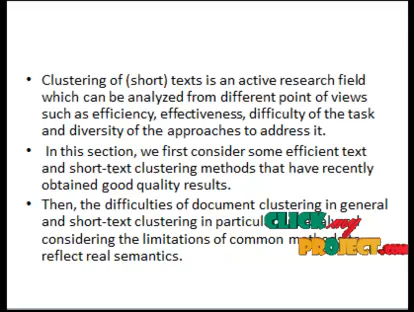 • Clustering of (short) texts is an active research field
which can be analyzed from different point of views
such as efficiency, effectiveness, difficulty of the task
and diversity of the approaches to address it.
• In this section, we first consider some efficient text
and short-text clustering methods that have recently
obtained good quality results.
• Then, the difficulties of document clustering in general
and short-text clustering in
considering the limitations of common
reflect real semantics.
CLICK my
PROJECT.com